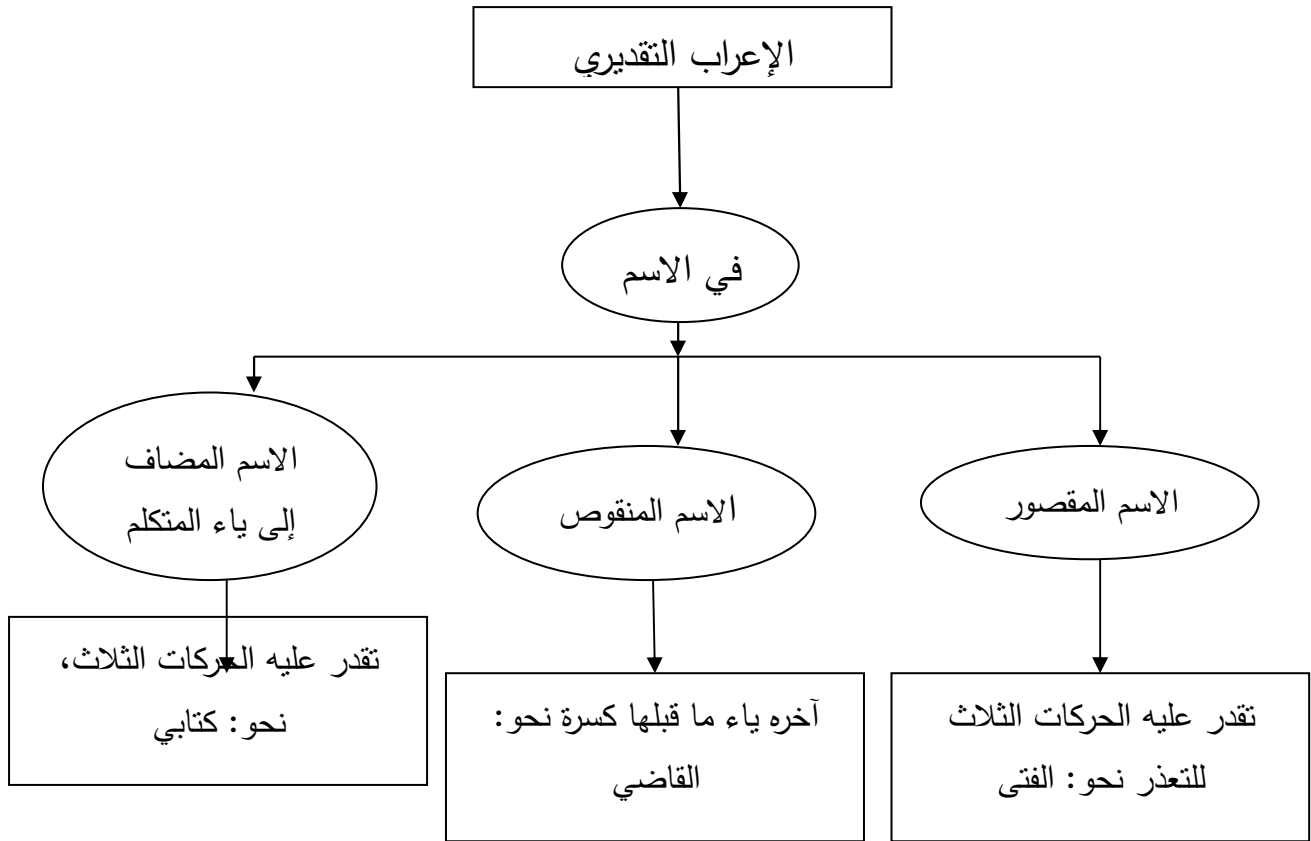 الإعراب التقديري
في الاسم
الاسم المقصور
الاسم المنقوص
الاسم المضاف
إلى ياء المتكلم
تقدر عليه الحركات الثلاث
للتعذر نحو: الفتى
آخره ياء ما قبلها كسرة نحو:
القاضي
تقدر عليه الحركات الثلاث،
نحو: كتابي